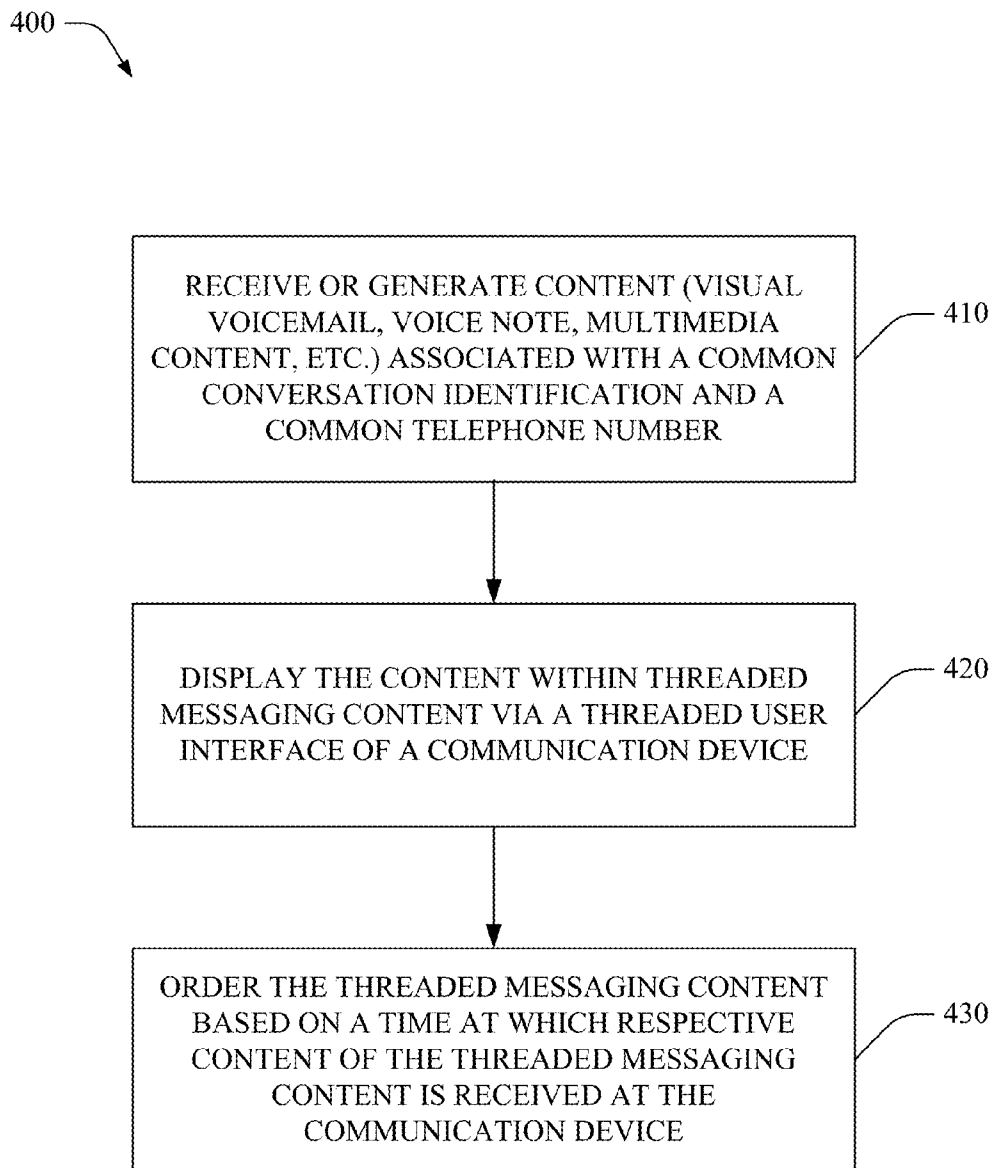 400
RECEIVE OR GENERATE CONTENT (VISUAL
VOICEMAIL, VOICE NOTE, MULTIMEDIA
CONTENT, ETC.) ASSOCIATED WITH A COMMON
CONVERSATION IDENTIFICATION AND A
COMMON TELEPHONE NUMBER
410
DISPLAY THE CONTENT WITHIN THREADED
MESSAGING CONTENT VIA A THREADED USER
INTERFACE OF A COMMUNICATION DEVICE
420
ORDER THE THREADED MESSAGING CONTENT
BASED ON A TIME AT WHICH RESPECTIVE
CONTENT OF THE THREADED MESSAGING
CONTENT IS RECEIVED AT THE
COMMUNICATION DEVICE
430